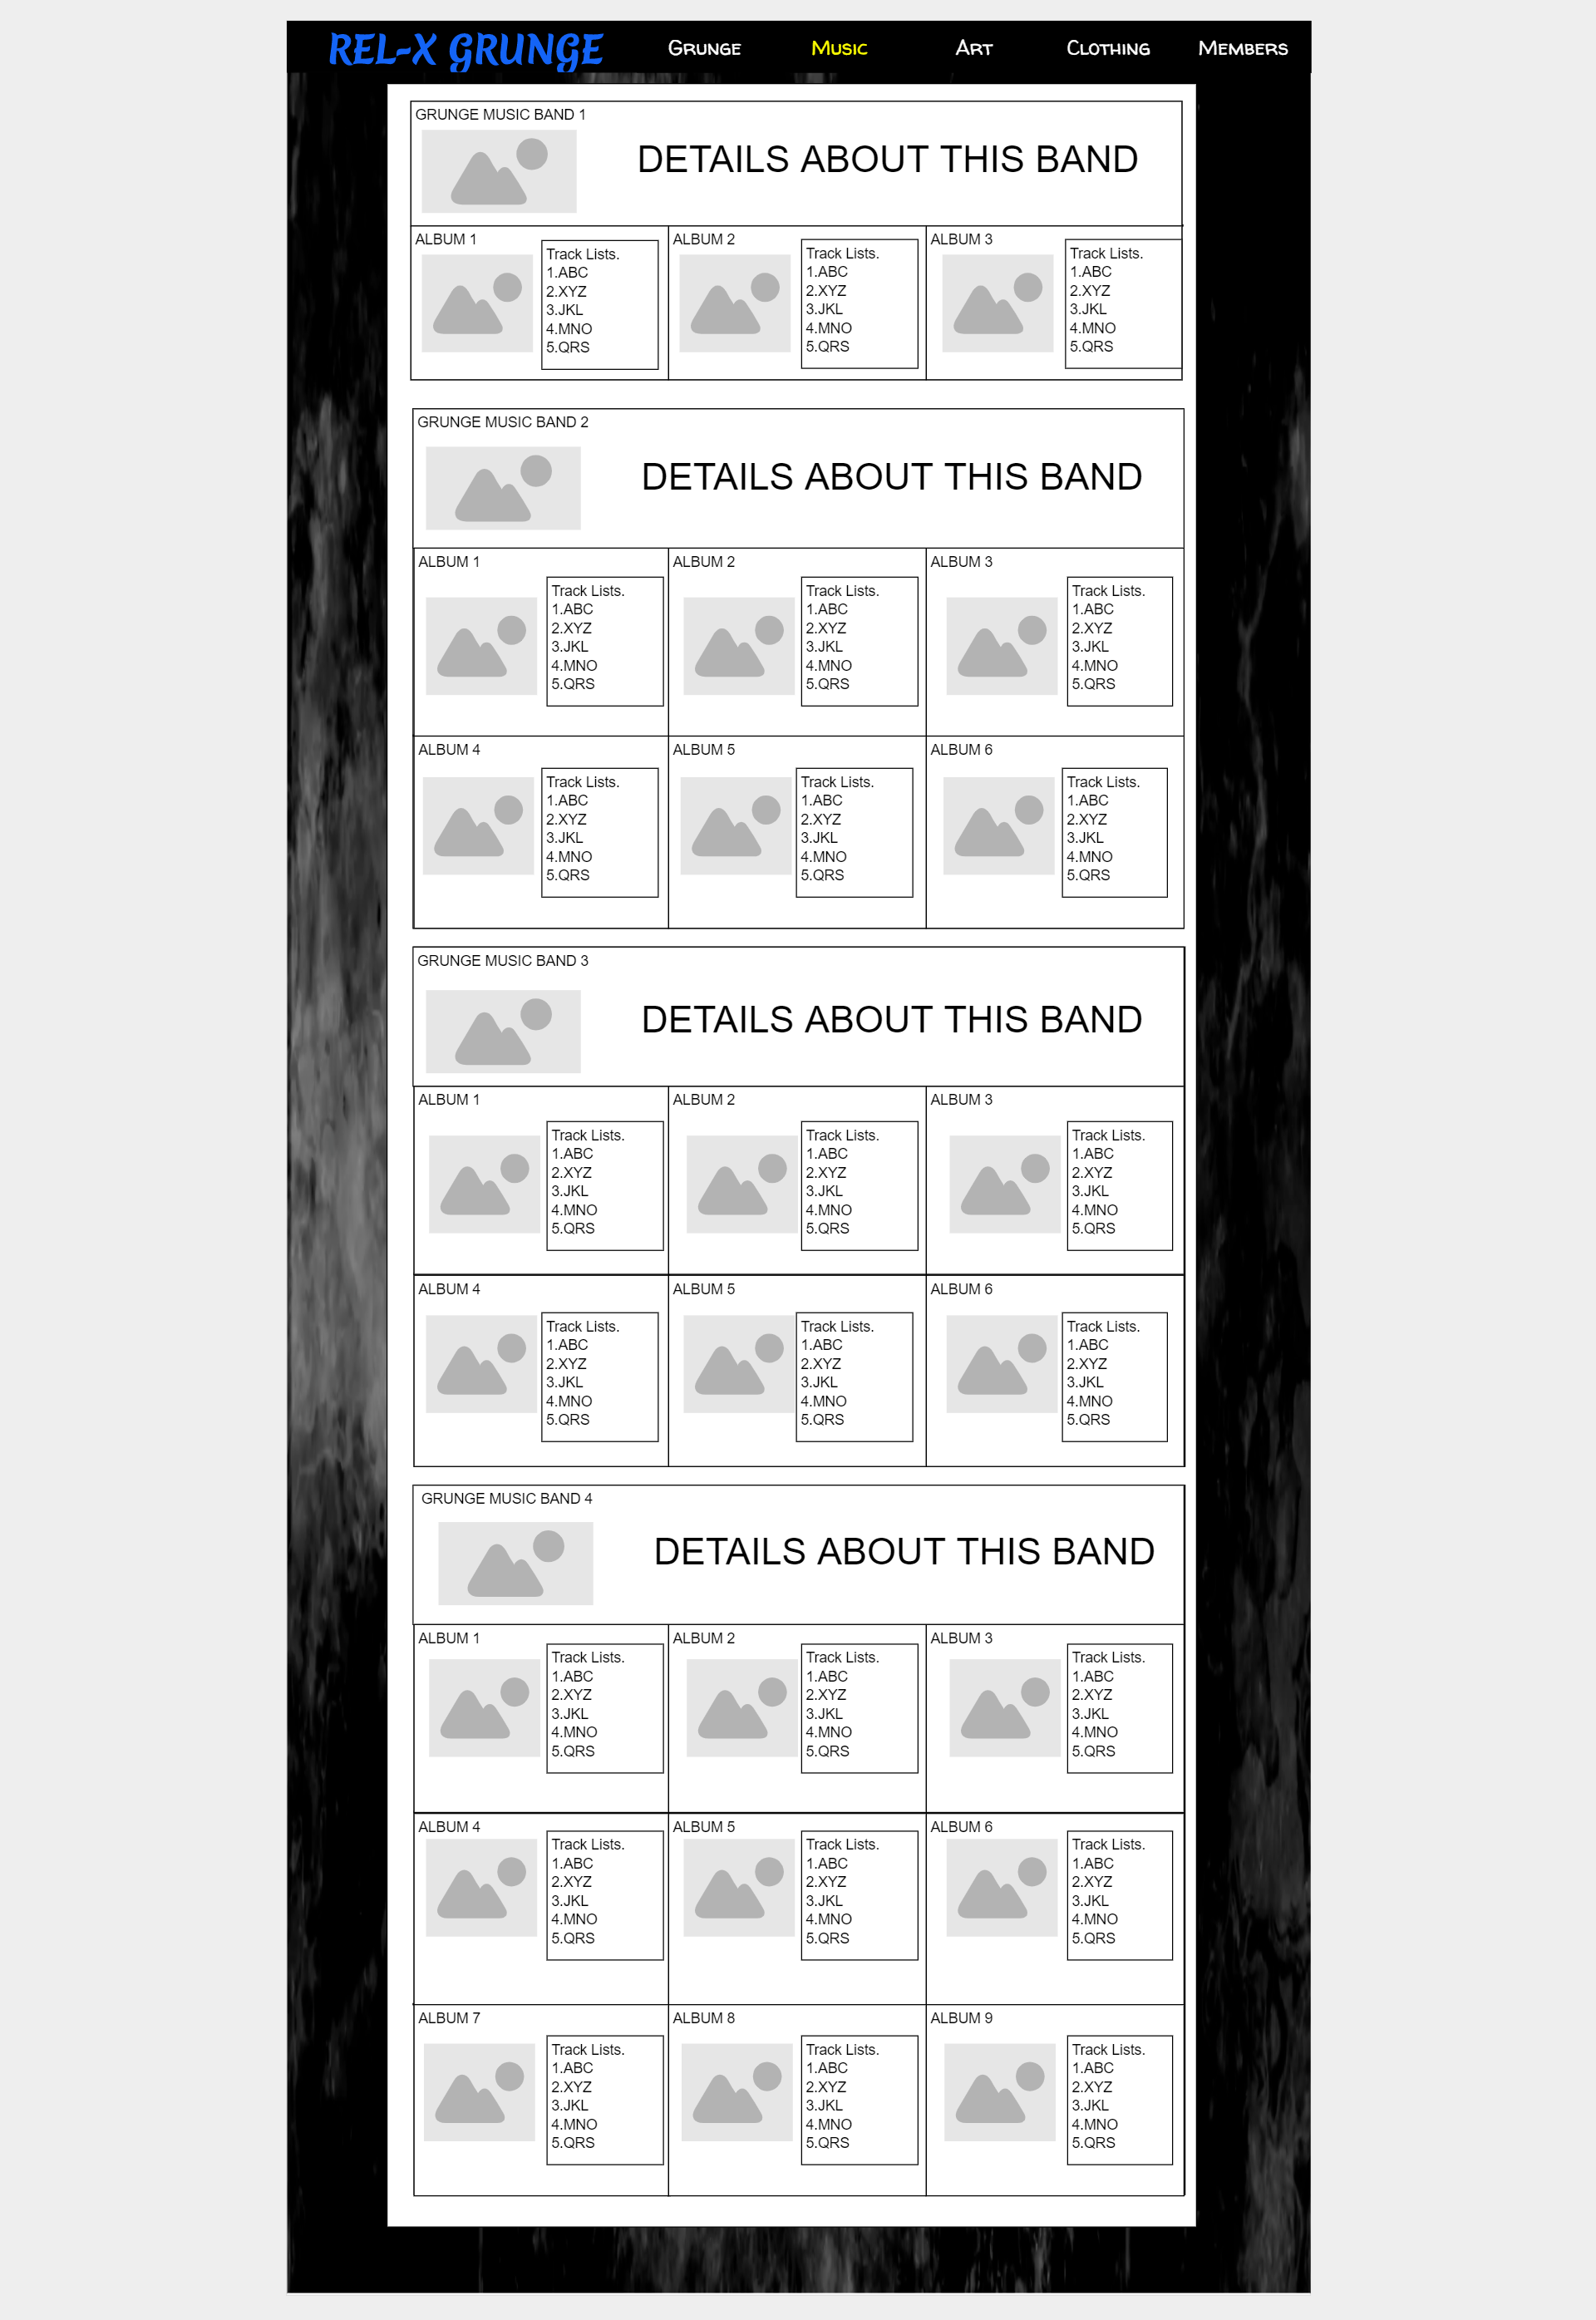 REL-X GRUNGE Grunge Music Art Clothing Members
GRUNGE MUSIC BAND 1
DETAILS ABOUT THIS BAND
ALBUM 1
Track Lists.
1.ABC
2.XYZ
3.JKL
4.MNO
5.QRS
ALBUM 2
Track Lists.
1.ABC
2.XYZ
3.JKL
4.MNO
5.QRS
ALBUM 3
Track Lists.
1.ABC
2.XYZ
3.JKL
4.MNO
5.QRS
GRUNGE MUSIC BAND 2
DETAILS ABOUT THIS BAND
ALBUM 1
Track Lists.
1.ABC
2.XYZ
3.JKL
4.MNO
5.QRS
ALBUM 2
Track Lists.
1.ABC
2.XYZ
3.JKL
4.MNO
5.QRS
ALBUM 3
Track Lists.
1.ABC
2.XYZ
3.JKL
4.MNO
5.QRS
ALBUM 4
Track Lists.
1.ABC
2.XYZ
3.JKL
4.MNO
5.QRS
ALBUM 5
Track Lists.
1.ABC
2.XYZ
3.JKL
4.MNO
5.QRS
ALBUM 6
Track Lists.
1.ABC
2.XYZ
3.JKL
4.MNO
5.QRS
GRUNGE MUSIC BAND 3
DETAILS ABOUT THIS BAND
ALBUM 1
Track Lists.
1.ABC
2.XYZ
3.JKL
4.MNO
5.QRS
ALBUM 2
Track Lists.
1.ABC
2.XYZ
3.JKL
4.MNO
5.QRS
ALBUM 3
Track Lists.
1.ABC
2.XYZ
3.JKL
4.MNO
5.QRS
ALBUM 4
Track Lists.
1.ABC
2.XYZ
3.JKL
4.MNO
5.QRS
ALBUM 5
Track Lists.
1.ABC
2.XYZ
3.JKL
4.MNO
5.QRS
ALBUM 6
Track Lists.
1.ABC
2.XYZ
3.JKL
4.MNO
5.QRS
GRUNGE MUSIC BAND 4
DETAILS ABOUT THIS BAND
ALBUM 1
Track Lists.
1.ABC
2.XYZ
3.JKL
4.MNO
5.QRS
ALBUM 2
Track Lists.
1.ABC
2.XYZ
3.JKL
4.MNO
5.QRS
ALBUM 3
Track Lists.
1.ABC
2.XYZ
3.JKL
4.MNO
5.QRS
ALBUM 4
Track Lists.
1.ABC
2.XYZ
3.JKL
4.MNO
5.QRS
ALBUM 5
Track Lists.
1.ABC
2.XYZ
3.JKL
4.MNO
5.QRS
ALBUM 6
Track Lists.
1.ABC
2.XYZ
3.JKL
4.MNO
5.QRS
ALBUM 7
Track Lists.
1.ABC
2.XYZ
3.JKL
4.MNO
5.QRS
ALBUM 8
Track Lists.
1.ABC
2.XYZ
3.JKL
4.MNO
5.QRS
ALBUM 9
Track Lists.
1.ABC
2.XYZ
3.JKL
4.MNO
5.QRS